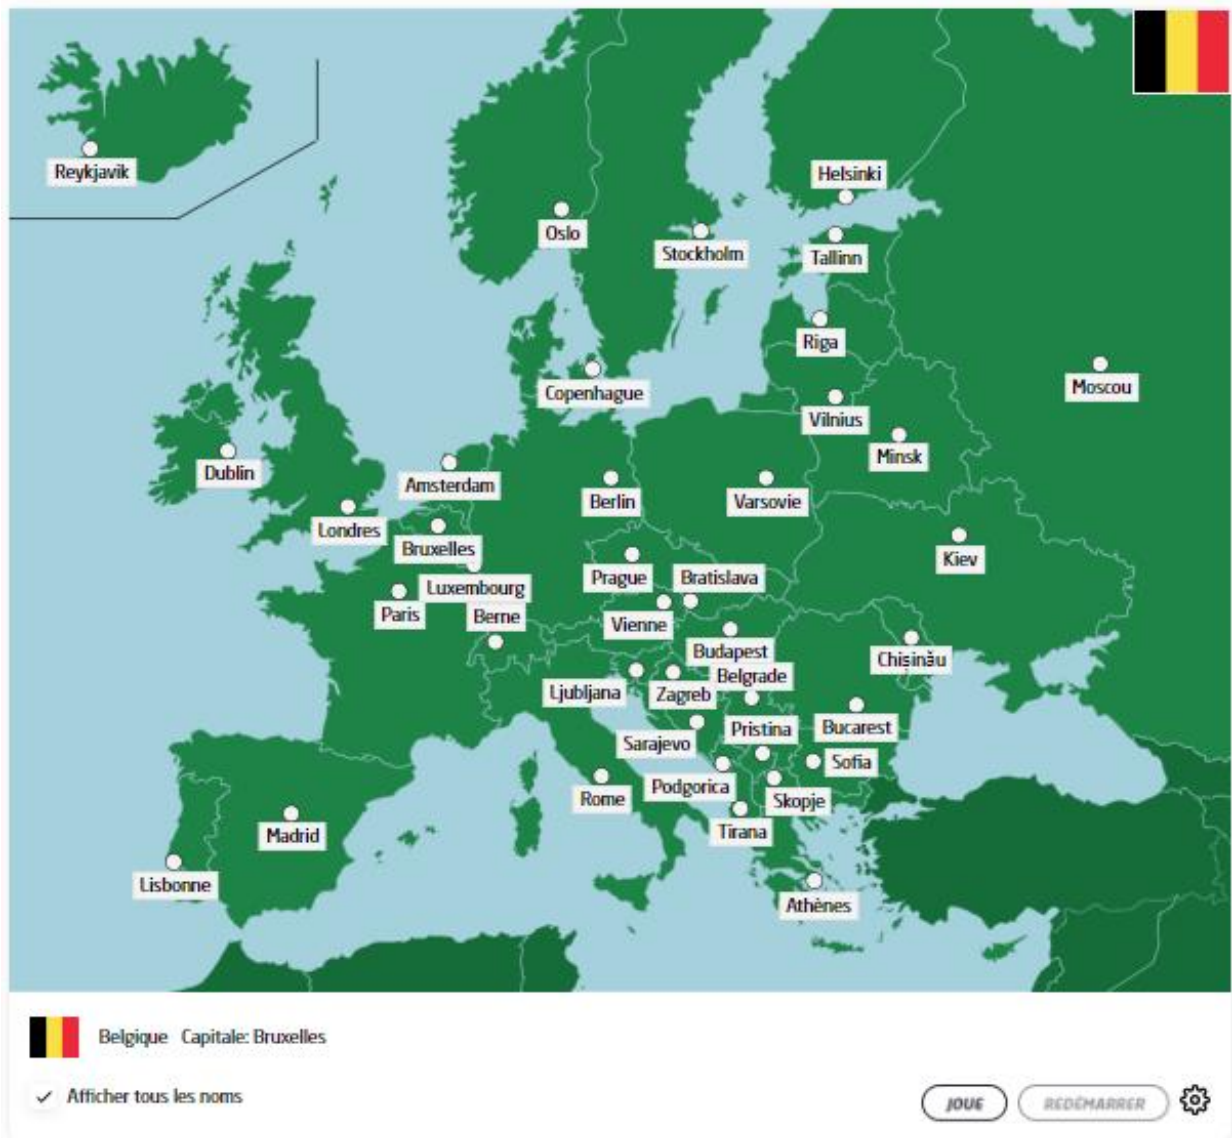 Reykjavik
Helsinki
Oslo
Stockholm
Tallinn
Riga
Copenhague
Moscou
Vilnius
Minsk
Dublin
Amsterdam
Berlin
Varsovie
Londres
Bruxelles
Kiev
Prague
Bratislava
Luxembourg
Paris
Berne
Vienne
Budapest
Chișinău
Belgrade
Ljubljana
Zagreb
Pristina
Bucarest
Sarajevo
Sofia
Podgorica
Rome
Skopje
Madrid
Tirana
Lisbonne
Athènes
Belgique Capitale: Bruxelles
Afficher tous les noms
JOUE REDÉMARRER